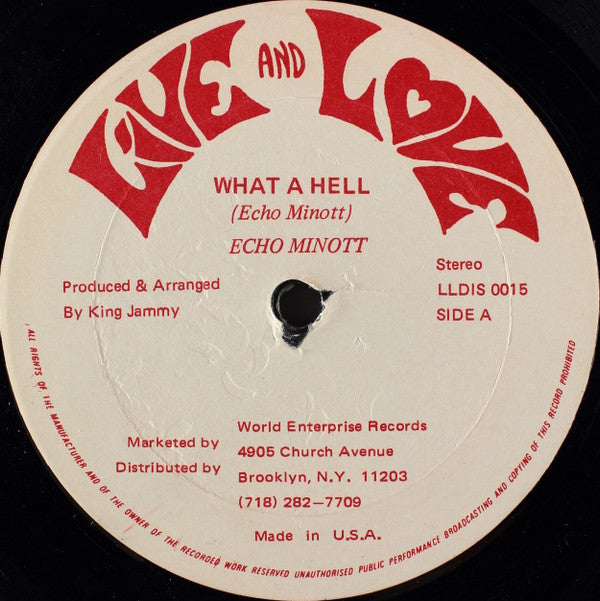 LIVE AND LOVE
WHAT A HELL
(Echo Minott)
ECHO MINOTT
Stereo
Produced & Arranged
LLDIS 0015
By King Jammy
SIDE A
World Enterprise Records
Marketed by
4905 Church Avenue
Distributed by
Brooklyn, N.Y. 11203
(718) 282-7709
Made in U.S.A.
ALL RIGHTS OF THE MANUFACTURER AND OF THE OWNER OF THE RECORDED WORK RESERVED UNAUTHORISED PUBLIC PERFORMANCE BROADCASTING AND COPYING OF THIS RECORD PROHIBITED